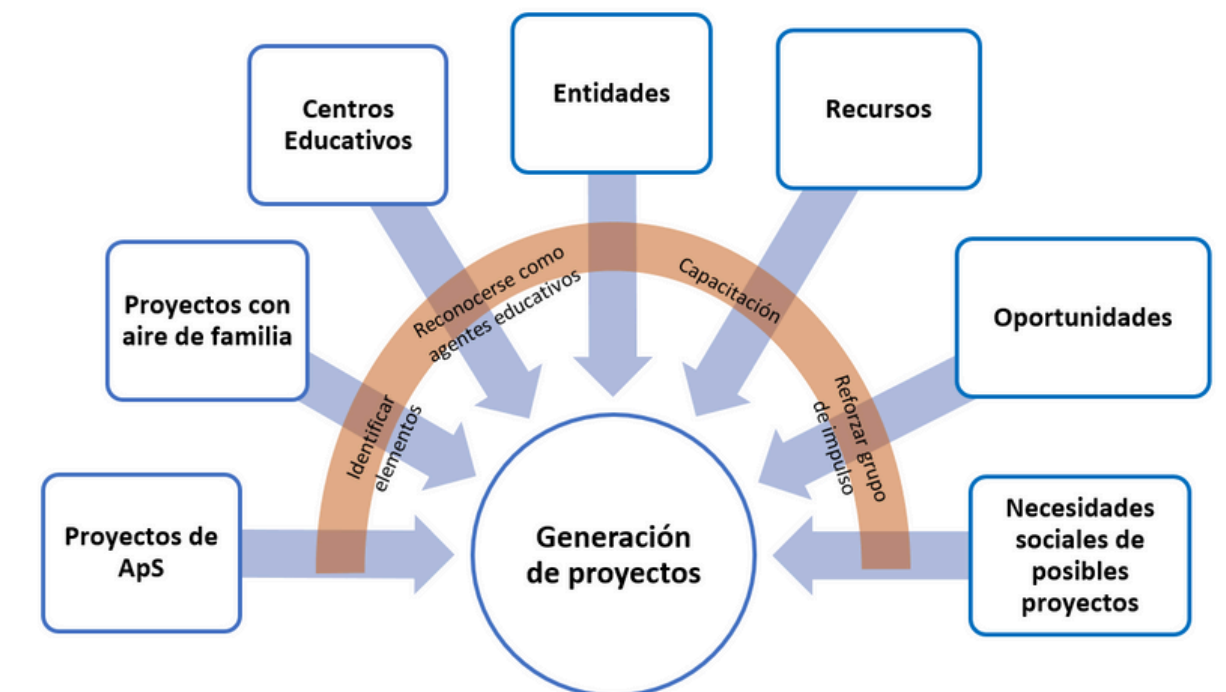 Centros
Educativos
Entidades
Recursos
Proyectos con
aire de familia
Oportunidades
Proyectos de
ApS
Necesidades
sociales de
posibles
proyectos
Identificar
elementos
Reconocerse como
agentes educativos
Capacitación
Reforzar grupo
de impulso
Generación
de proyectos